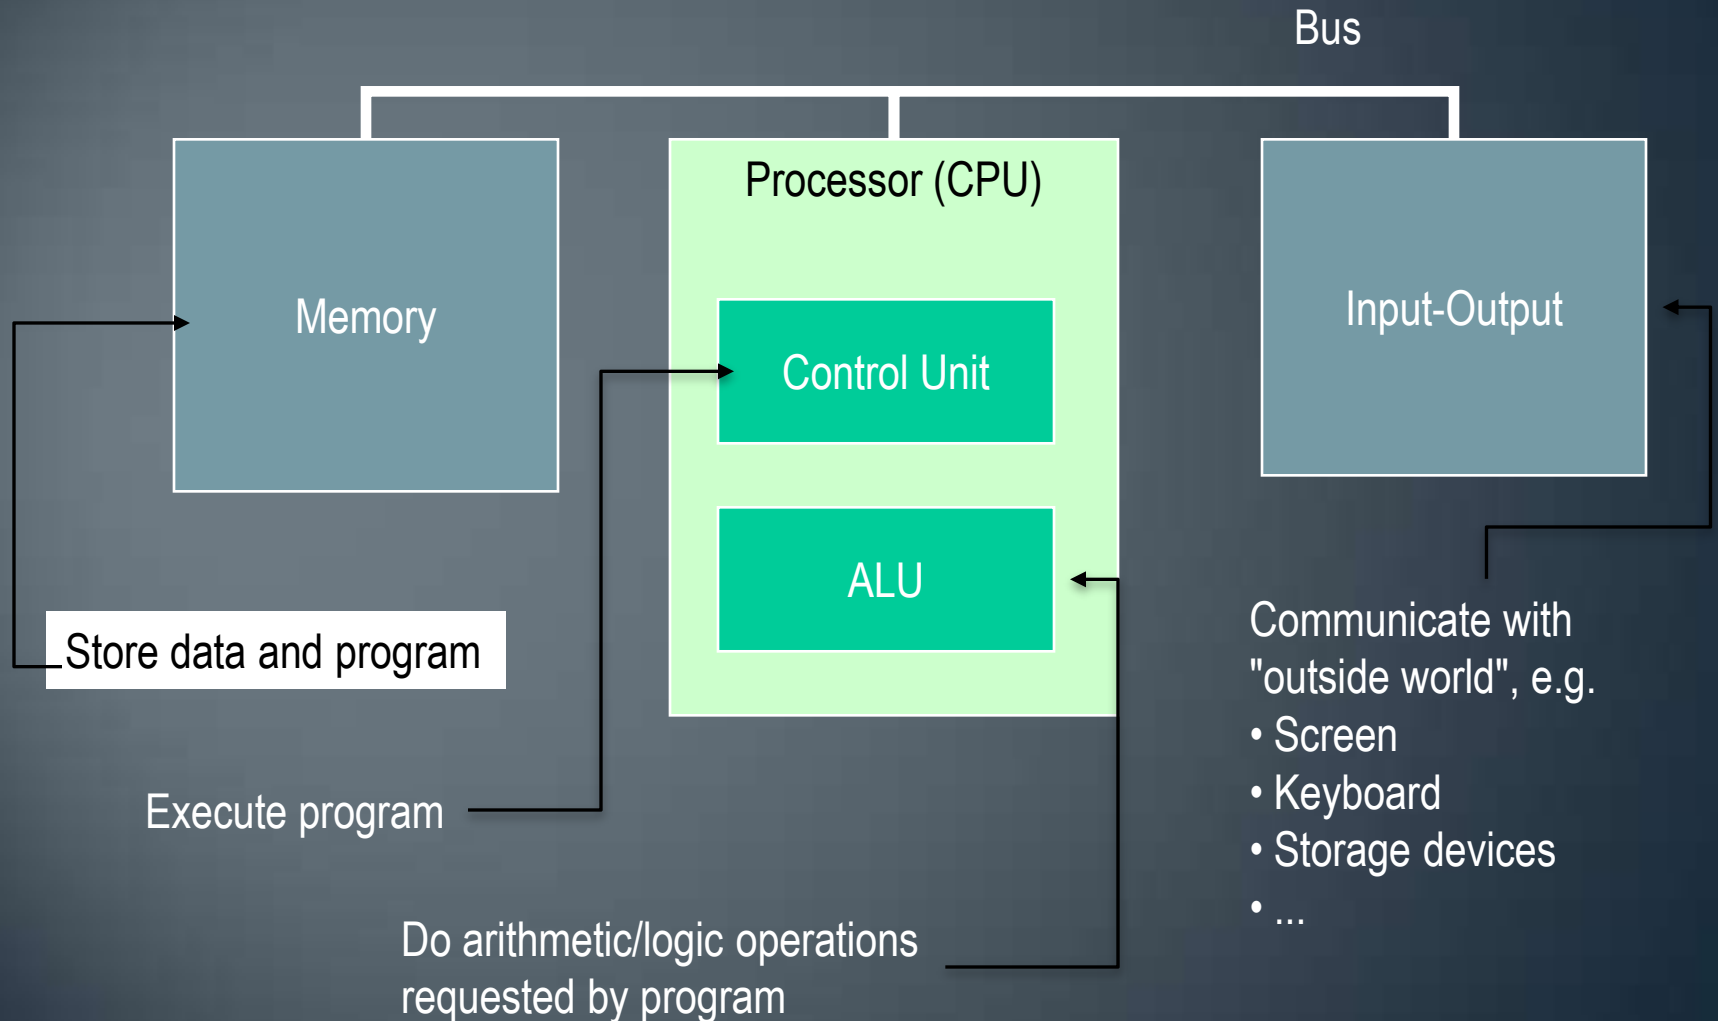 Bus
Memory
Processor (CPU)
Control Unit
ALU
Input-Output
Store data and program
Execute program
Do arithmetic/logic operations
requested by program
Communicate with
"outside world", e.g.
• Screen
• Keyboard
• Storage devices
• ...